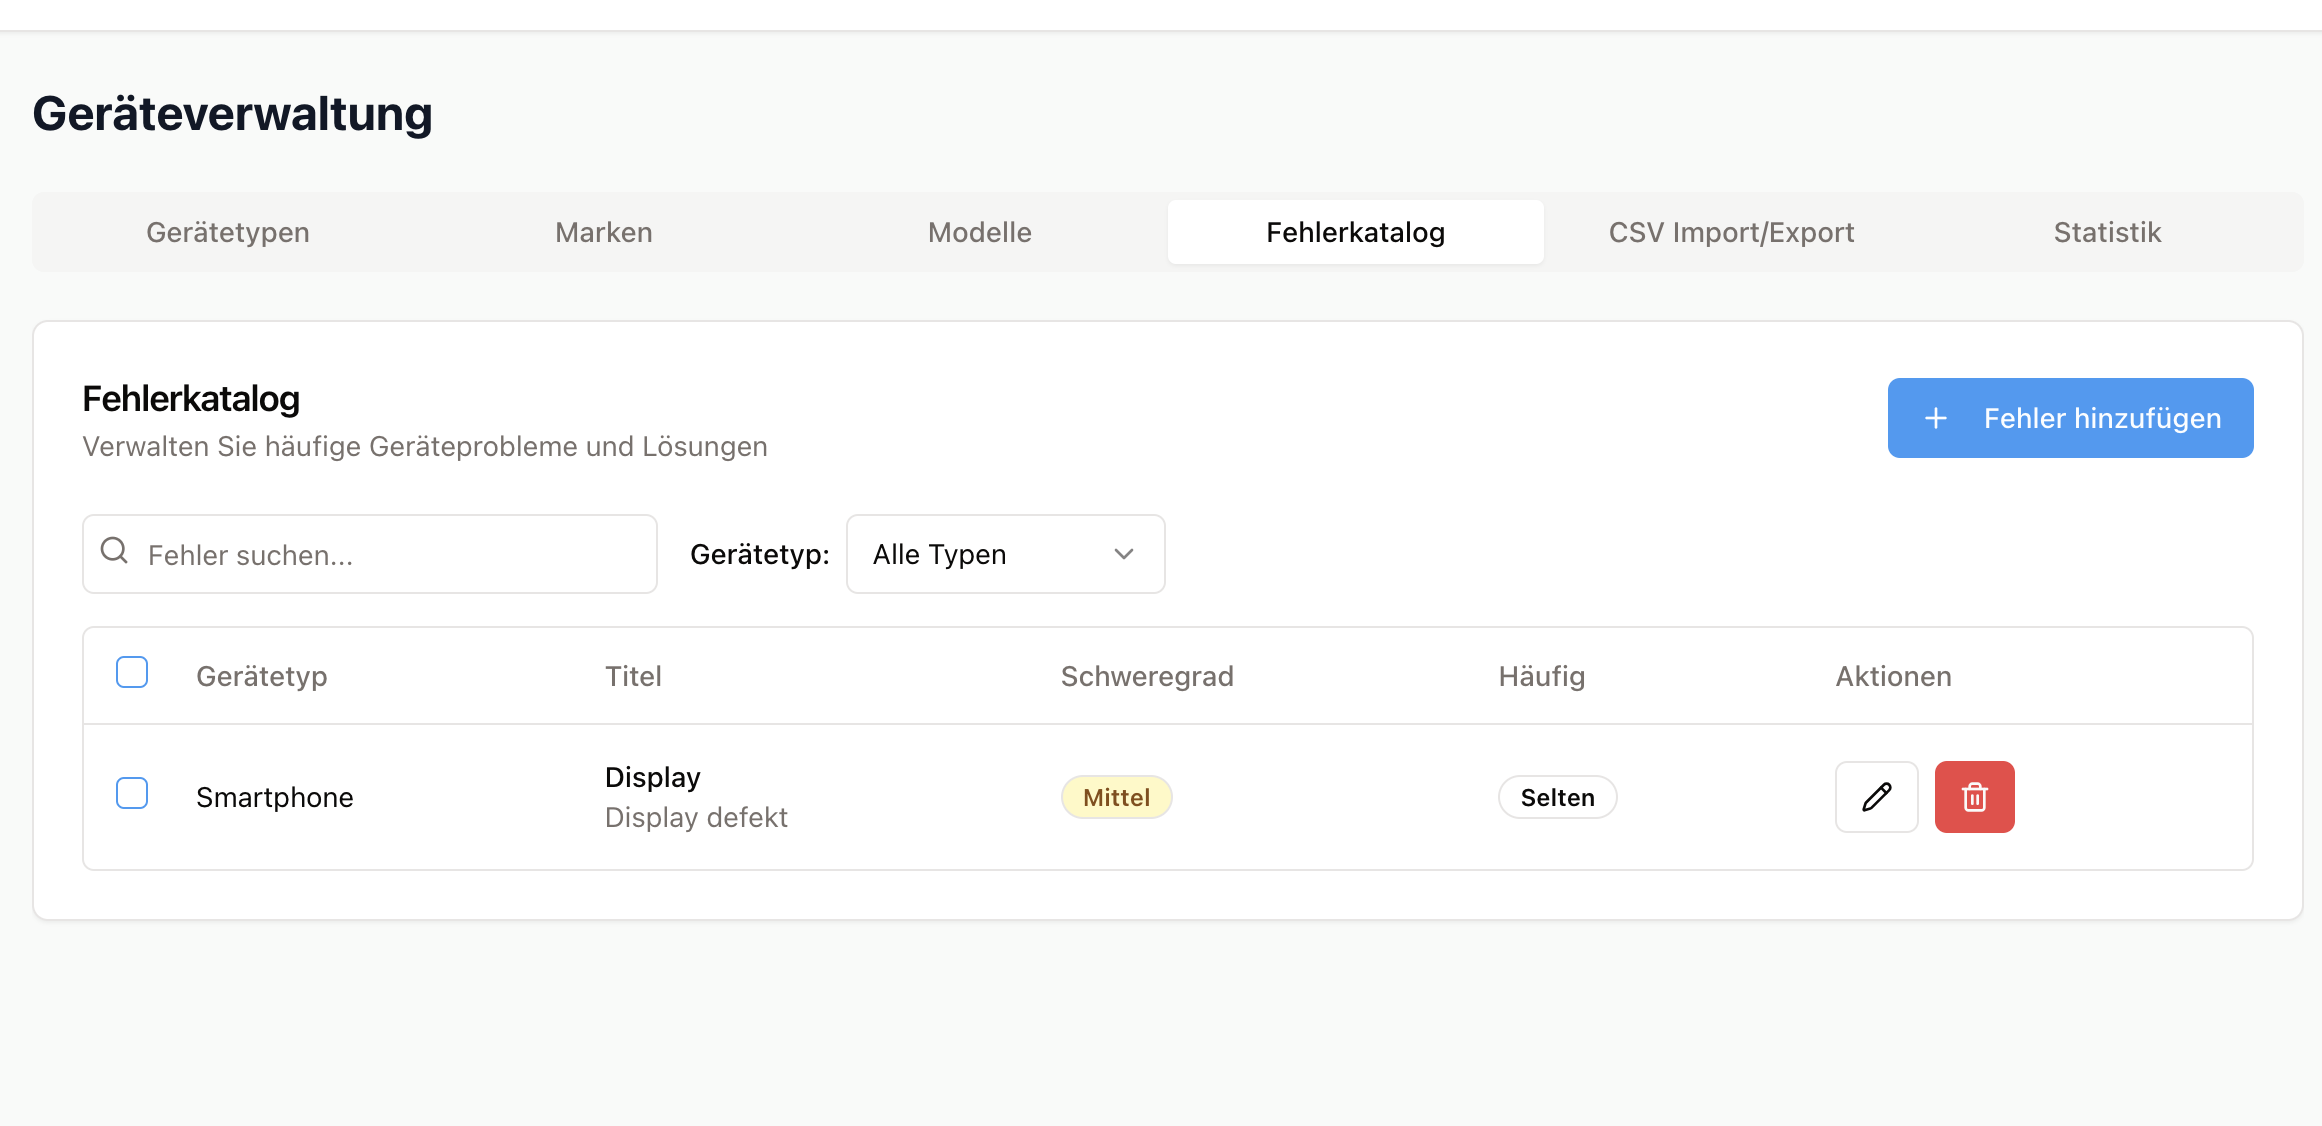 Geräteverwaltung
Gerätetypen Marken Modelle Fehlerkatalog CSV Import/Export Statistik
Fehlerkatalog
Verwalten Sie häufige Geräteprobleme und Lösungen
Fehler hinzufügen
Fehler suchen...
Gerätetyp: Alle Typen
Gerätetyp Titel Schweregrad Häufig Aktionen
Smartphone Display Mittel Selten
Display defekt